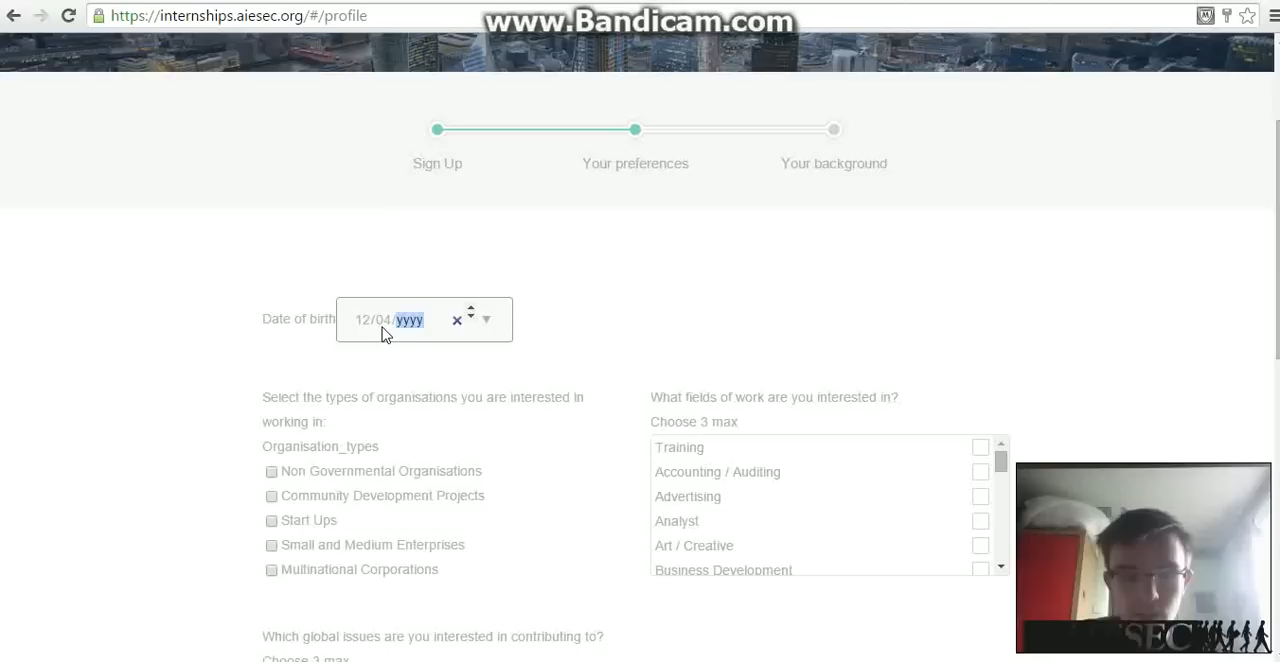 https://internships.aiesec.org/#/profile
www.Bandicam.com
Sign Up
Your preferences
Your background
Date of birth
12/04/yyyy
Select the types of organisations you are interested in
working in:
Organisation_types
Non Governmental Organisations
Community Development Projects
Start Ups
Small and Medium Enterprises
Multinational Corporations
What fields of work are you interested in?
Choose 3 max
Training
Accounting / Auditing
Advertising
Analyst
Art / Creative
Business Development
Which global issues are you interested in contributing to?
Choose 3 max